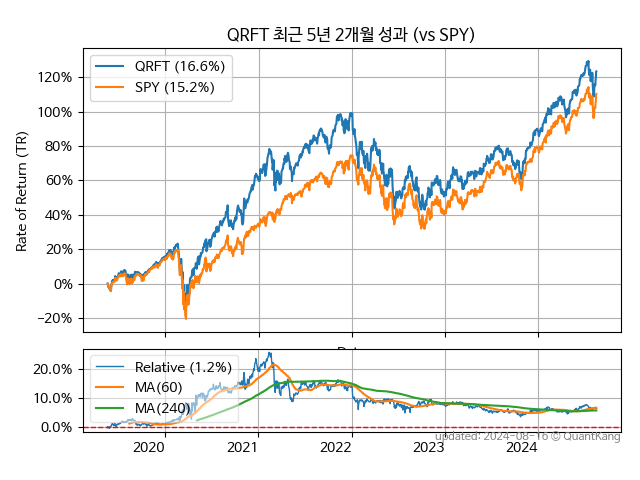 QRFT 최근 5년 2개월 성과 (vs SPY)
QRFT (16.6%)
SPY (15.2%)
Rate of Return (TR)
120%
100%
80%
60%
40%
20%
0%
−20%
Relative (1.2%)
MA(60)
MA(240)
20.0%
10.0%
0.0%
2020 2021 2022 2023 2024
updated: 2024-08-16 © QuantKang